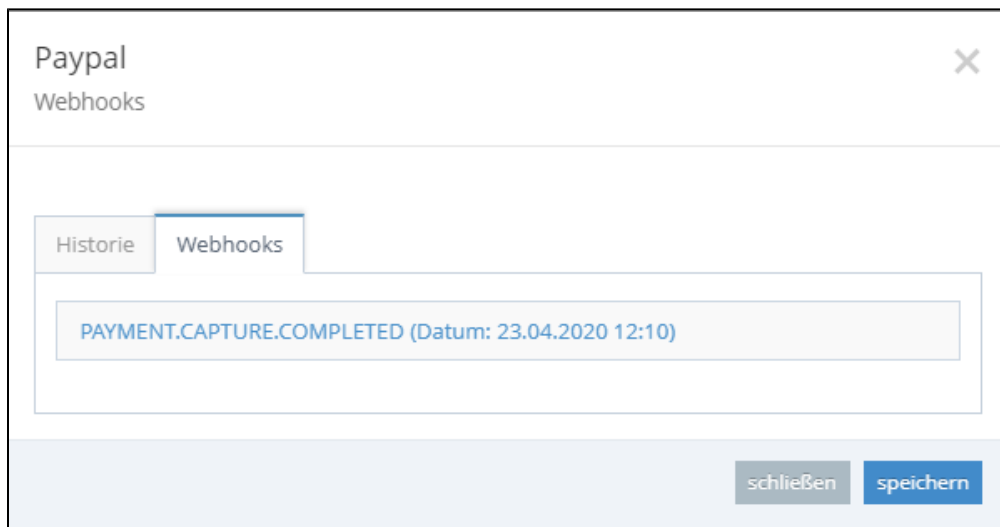 Paypal
Webhooks
Historie
Webhooks
PAYMENT.CAPTURE.COMPLETED (Datum: 23.04.2020 12:10)
schließen
speichern